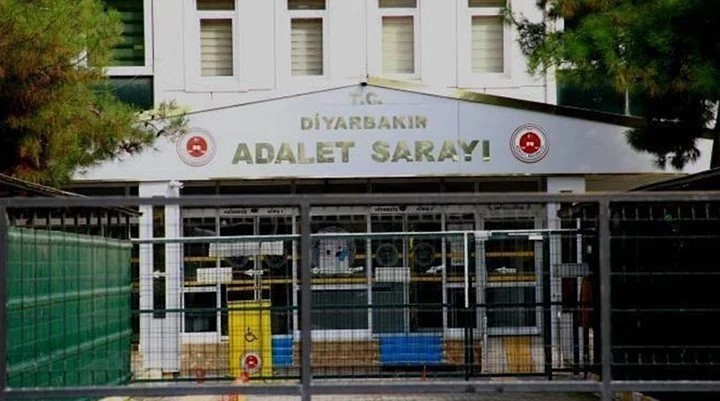 T.C.
DİYARBAKIR
ADALET SARAYI